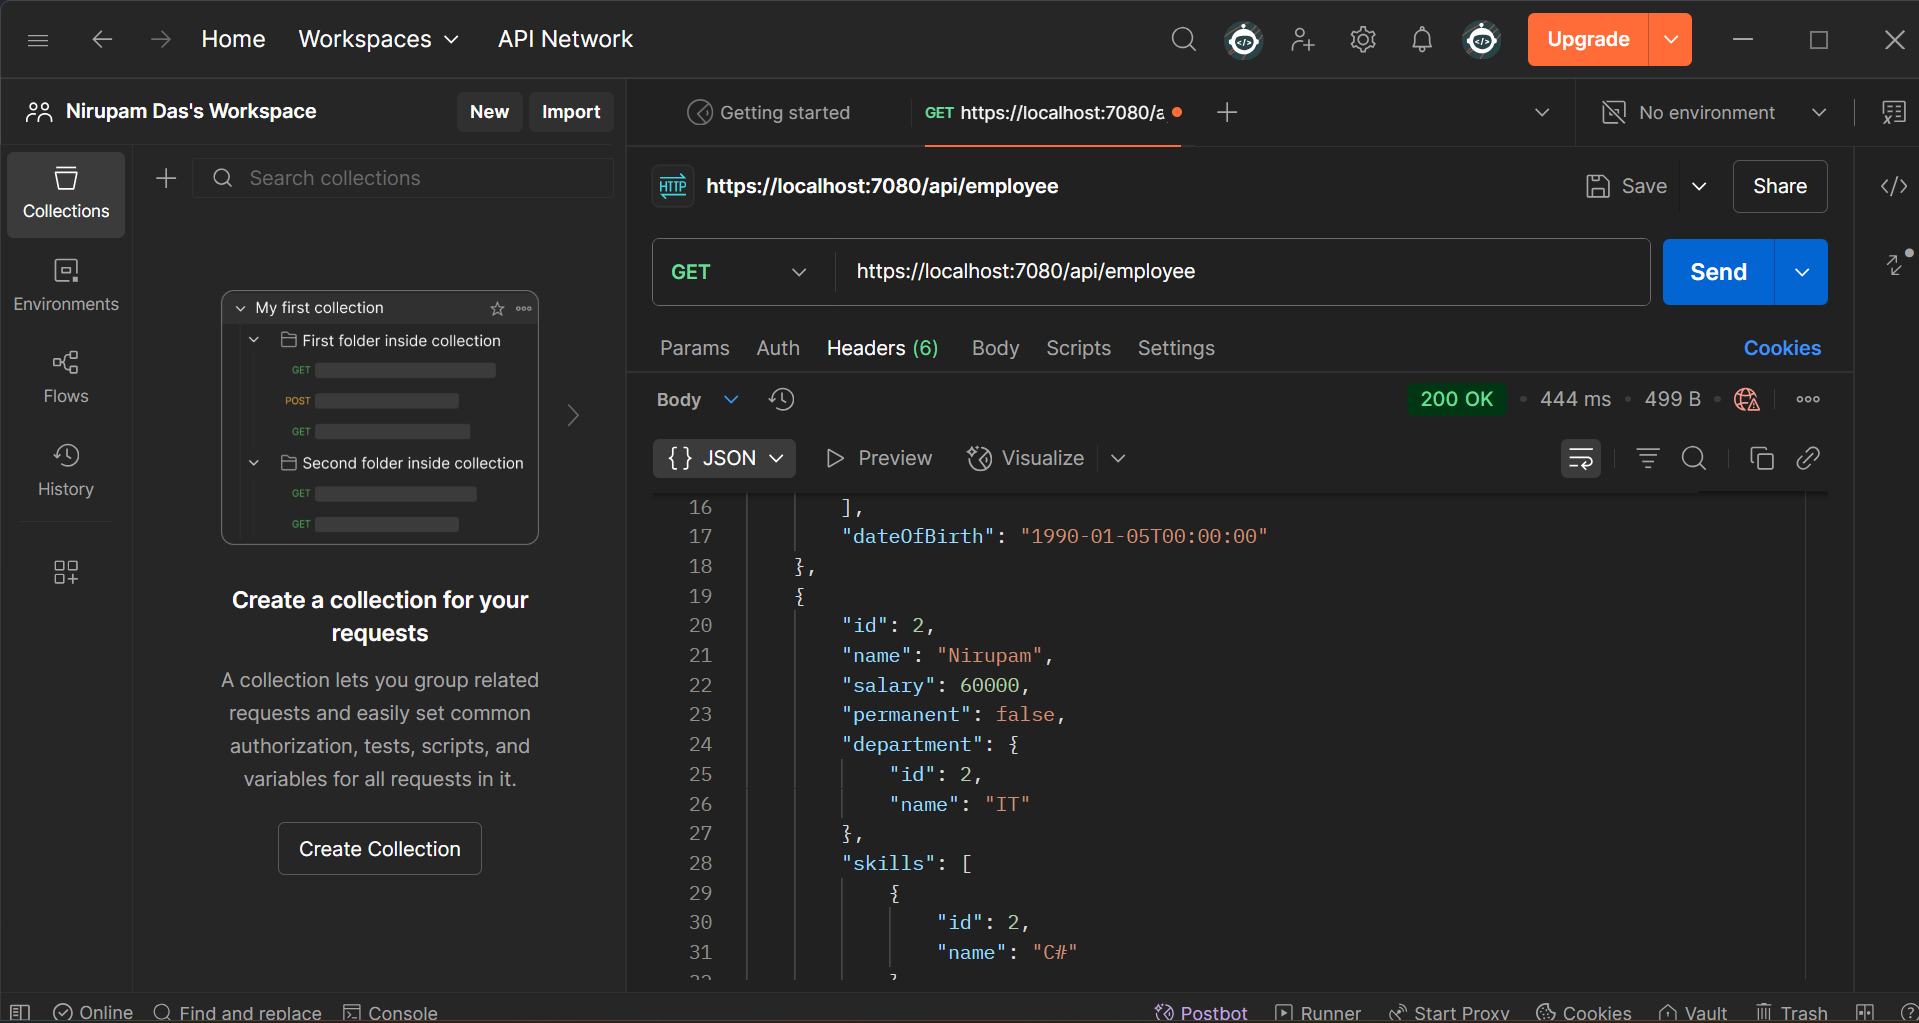 Home
Workspaces
API Network
Upgrade
Nirupam Das's Workspace
New
Import
Getting started
GET https://localhost:7080/a
No environment
Collections
Search collections
HTTP
https://localhost:7080/api/employee
Save
Share
Environments
GET
https://localhost:7080/api/employee
Send
My first collection
First folder inside collection
GET
POST
GET
Second folder inside collection
GET
GET
Flows
History
Params
Auth
Headers (6)
Body
Scripts
Settings
Cookies
Body
200 OK
444 ms
499 B
{} JSON
Preview
Visualize
16 ],
17 "dateOfBirth": "1990-01-05T00:00:00"
18 },
19 {
20 "id": 2,
21 "name": "Nirupam",
22 "salary": 60000,
23 "permanent": false,
24 "department": {
25 "id": 2,
26 "name": "IT"
27 },
28 "skills": [
29 {
30 "id": 2,
31 "name": "C#"
Create a collection for your
requests
A collection lets you group related
requests and easily set common
authorization, tests, scripts, and
variables for all requests in it.
Create Collection
Online
Find and replace
Console
Postbot
Runner
Start Proxy
Cookies
Vault
Trash